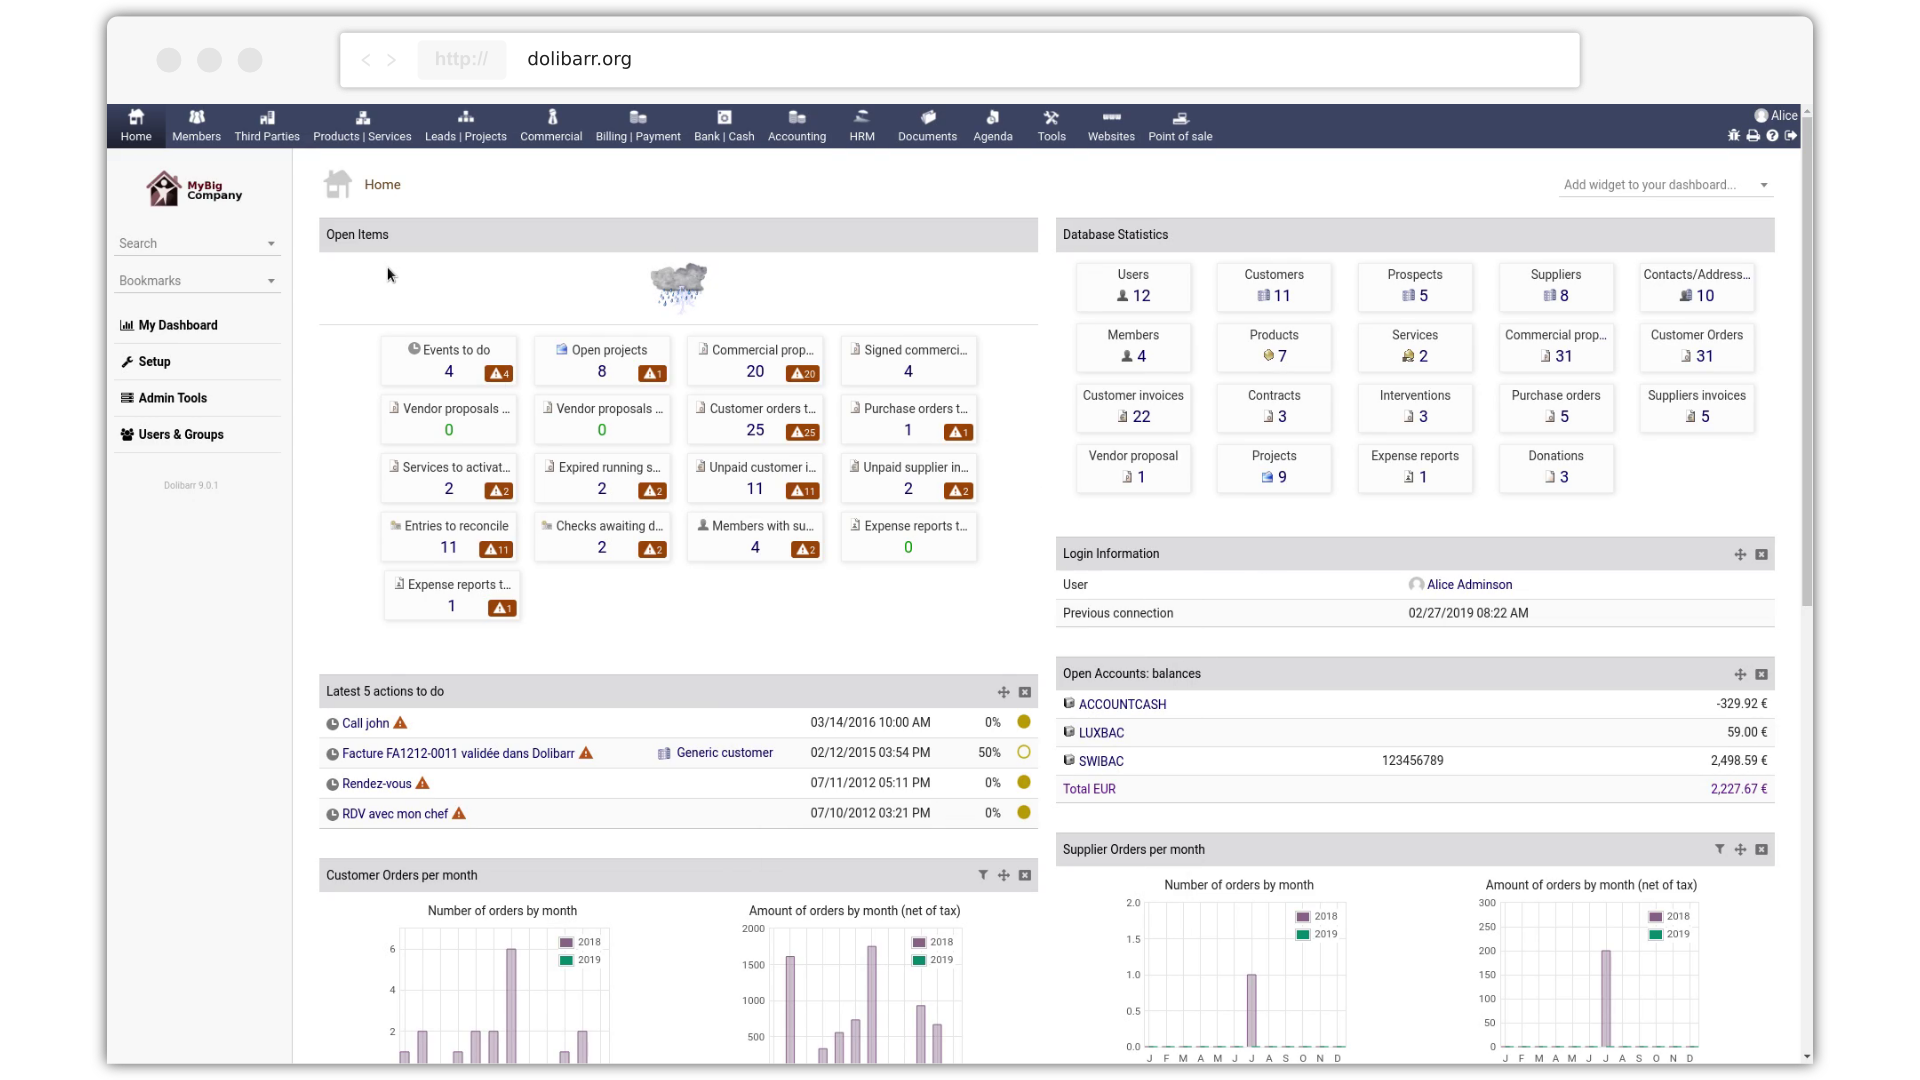 http://
dolibarr.org
Home
Members
Third Parties
Products | Services
Leads | Projects
Commercial
Billing | Payment
Bank | Cash
Accounting
HRM
Documents
Agenda
Tools
Websites
Point of sale
Alice
MyBig
Company
Search
Bookmarks
My Dashboard
Setup
Admin Tools
Users & Groups
Dolibarr 9.0.1
Home
Add widget to your dashboard...
Open Items
Events to do
4
4
Open projects
8
1
Commercial prop...
20
20
Signed commerci...
4
Vendor proposals ...
0
Vendor proposals ...
0
Customer orders t...
25
25
Purchase orders t...
1
1
Services to activat...
2
2
Expired running s...
2
2
Unpaid customer i...
11
11
Unpaid supplier in...
2
2
Entries to reconcile
11
11
Checks awaiting d...
2
2
Members with su...
4
2
Expense reports t...
0
Expense reports t...
1
1
Database Statistics
Users
12
Customers
11
Prospects
5
Suppliers
8
Contacts/Address...
10
Members
4
Products
7
Services
2
Commercial prop...
31
Customer Orders
31
Customer invoices
22
Contracts
3
Interventions
3
Purchase orders
5
Suppliers invoices
5
Vendor proposal
1
Projects
9
Expense reports
1
Donations
3
Login Information
User Alice Adminson
Previous connection 02/27/2019 08:22 AM
Latest 5 actions to do
Call john 03/14/2016 10:00 AM 0%
Facture FA1212-0011 validée dans Dolibarr Generic customer 02/12/2015 03:54 PM 50%
Rendez-vous 07/11/2012 05:11 PM 0%
RDV avec mon chef 07/10/2012 03:21 PM 0%
Open Accounts: balances
ACCOUNTCASH -329.92 €
LUXBAC 59.00 €
SWIBAC 123456789 2,498.59 €
Total EUR 2,227.67 €
Customer Orders per month
Number of orders by month
6
4
2
2018
2019
Amount of orders by month (net of tax)
2000
1500
1000
500
2018
2019
Supplier Orders per month
Number of orders by month
2.0
1.5
1.0
0.5
0.0
2018
2019
J F M A M J J A S O N D
Amount of orders by month (net of tax)
300
250
200
150
100
50
0
2018
2019
J F M A M J J A S O N D